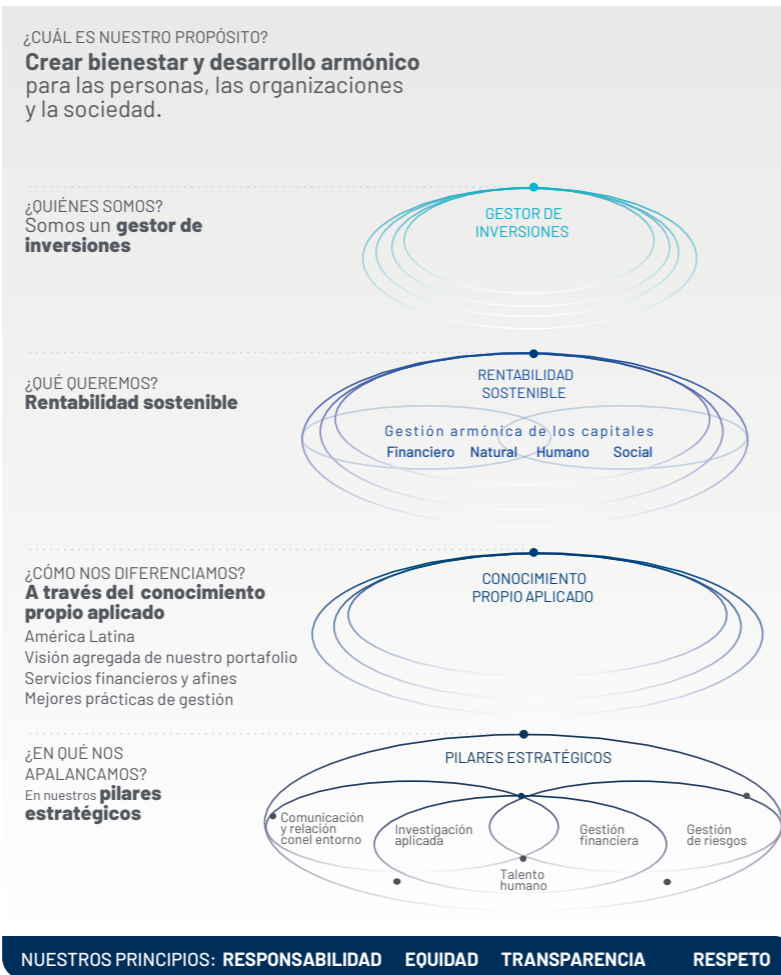 ¿CUÁL ES NUESTRO PROPÓSITO?
Crear bienestar y desarrollo armónico
para las personas, las organizaciones
y la sociedad.
¿QUIÉNES SOMOS?
Somos un gestor de
inversiones
GESTOR DE
INVERSIONES
¿QUÉ QUEREMOS?
Rentabilidad sostenible
RENTABILIDAD
SOSTENIBLE
Gestión armónica de los capitales
Financiero Natural Humano Social
¿CÓMO NOS DIFERENCIAMOS?
A través del conocimiento
propio aplicado
América Latina
Visión agregada de nuestro portafolio
Servicios financieros y afines
Mejores prácticas de gestión
CONOCIMIENTO
PROPIO APLICADO
¿EN QUÉ NOS
APALANCAMOS?
En nuestros pilares
estratégicos
PILARES ESTRATÉGICOS
Comunicación
y relación
conel entorno
Investigación
aplicada
Talento
humano
Gestión
financiera
Gestión
de riesgos
NUESTROS PRINCIPIOS: RESPONSABILIDAD EQUIDAD TRANSPARENCIA RESPETO